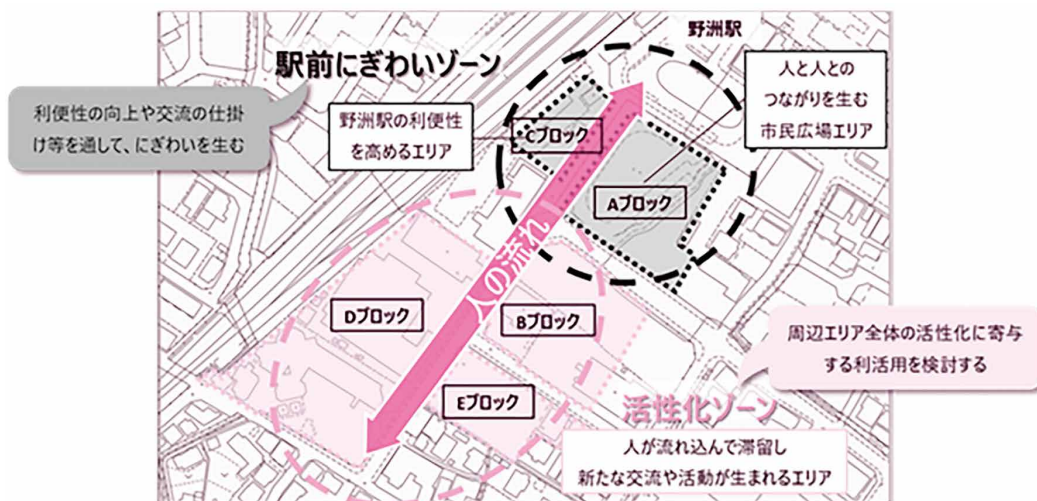 野洲駅
駅前にぎわいゾーン
人と人との
つながりを生む
市民広場エリア
利便性の向上や交流の仕掛
け等を通して、にぎわいを生む
野洲駅の利便性
を高めるエリア
Cブロック
Aブロック
人の流れ
Dブロック
Bブロック
周辺エリア全体の活性化に寄与
する利活用を検討する
Eブロック
活性化ゾーン
人が流れ込んで滞留し
新たな交流や活動が生まれるエリア